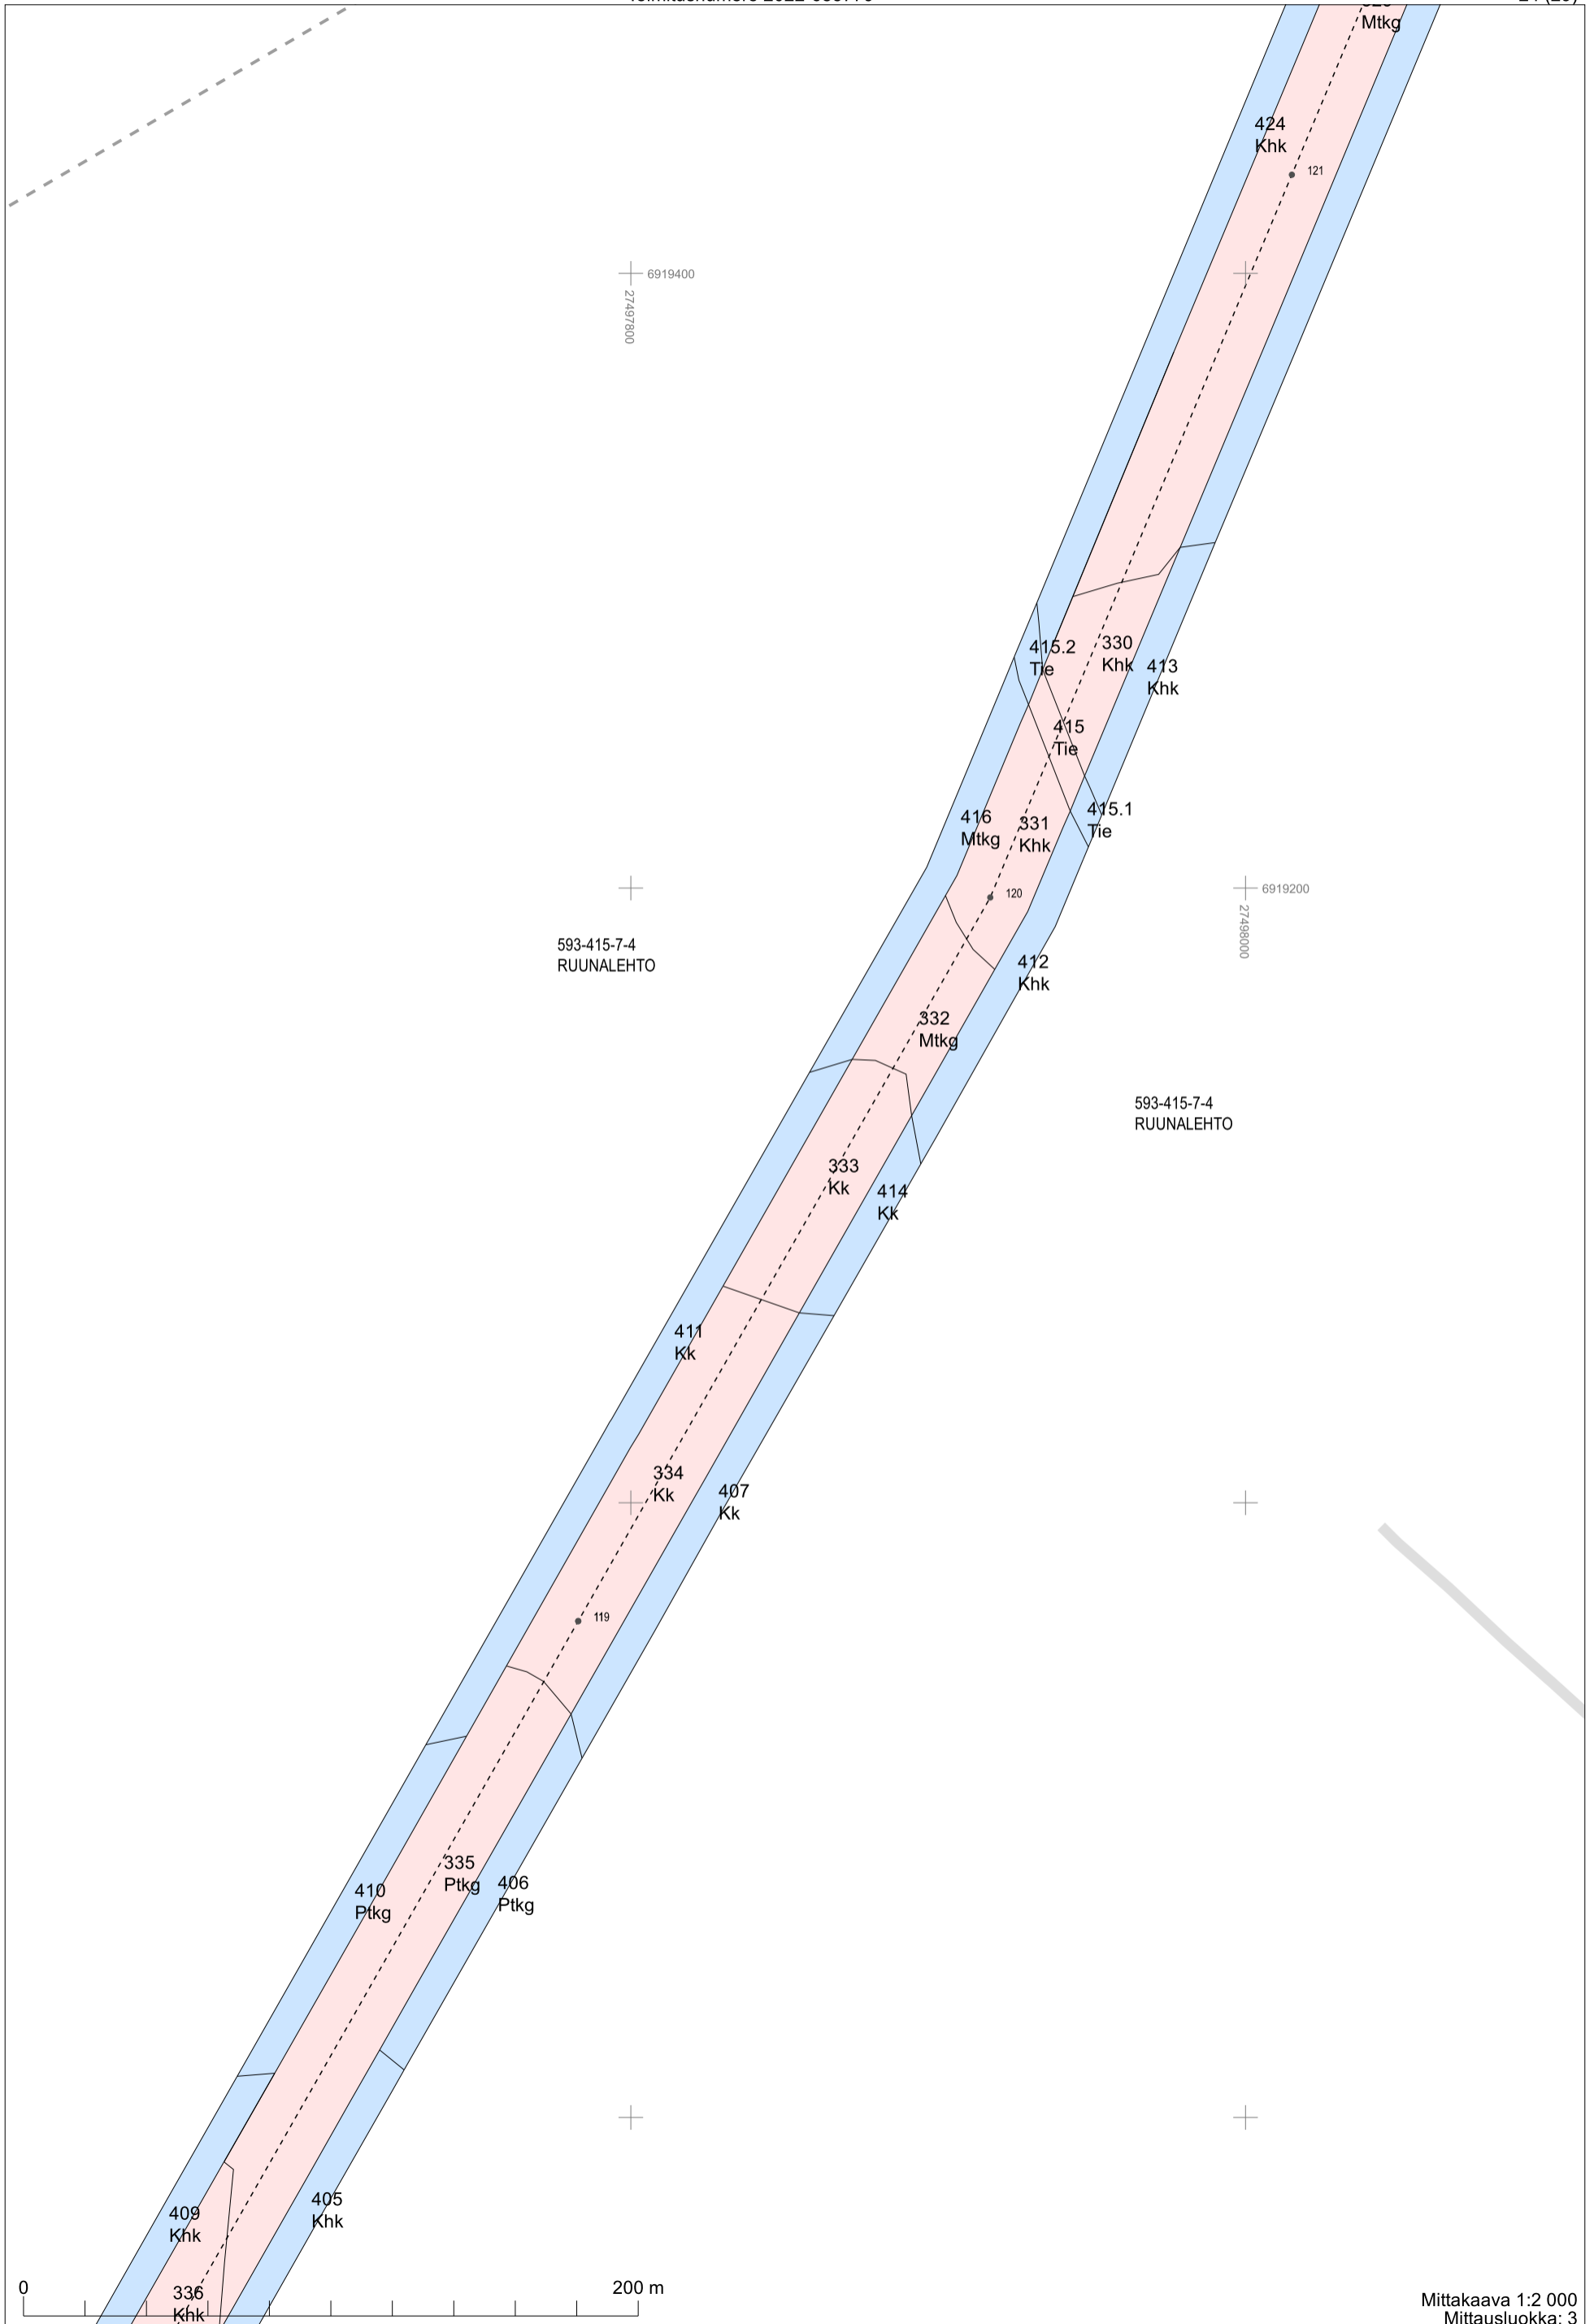 Mtkg
424
Khk
121
6919400
27497800
415.2
Tie
330
Khk
413
Khk
415
Tie
415.1
Tie
416
Mtkg
331
Khk
120
6919200
27498000
593-415-7-4
RUUNALEHTO
412
Khk
332
Mtkg
593-415-7-4
RUUNALEHTO
333
Kk
414
Kk
411
Kk
334
Kk
407
Kk
119
335
Ptkg
406
Ptkg
410
Ptkg
405
Khk
409
Khk
336
Khk
0
200 m
Mittakaava 1:2 000
Mittausluokka: 3